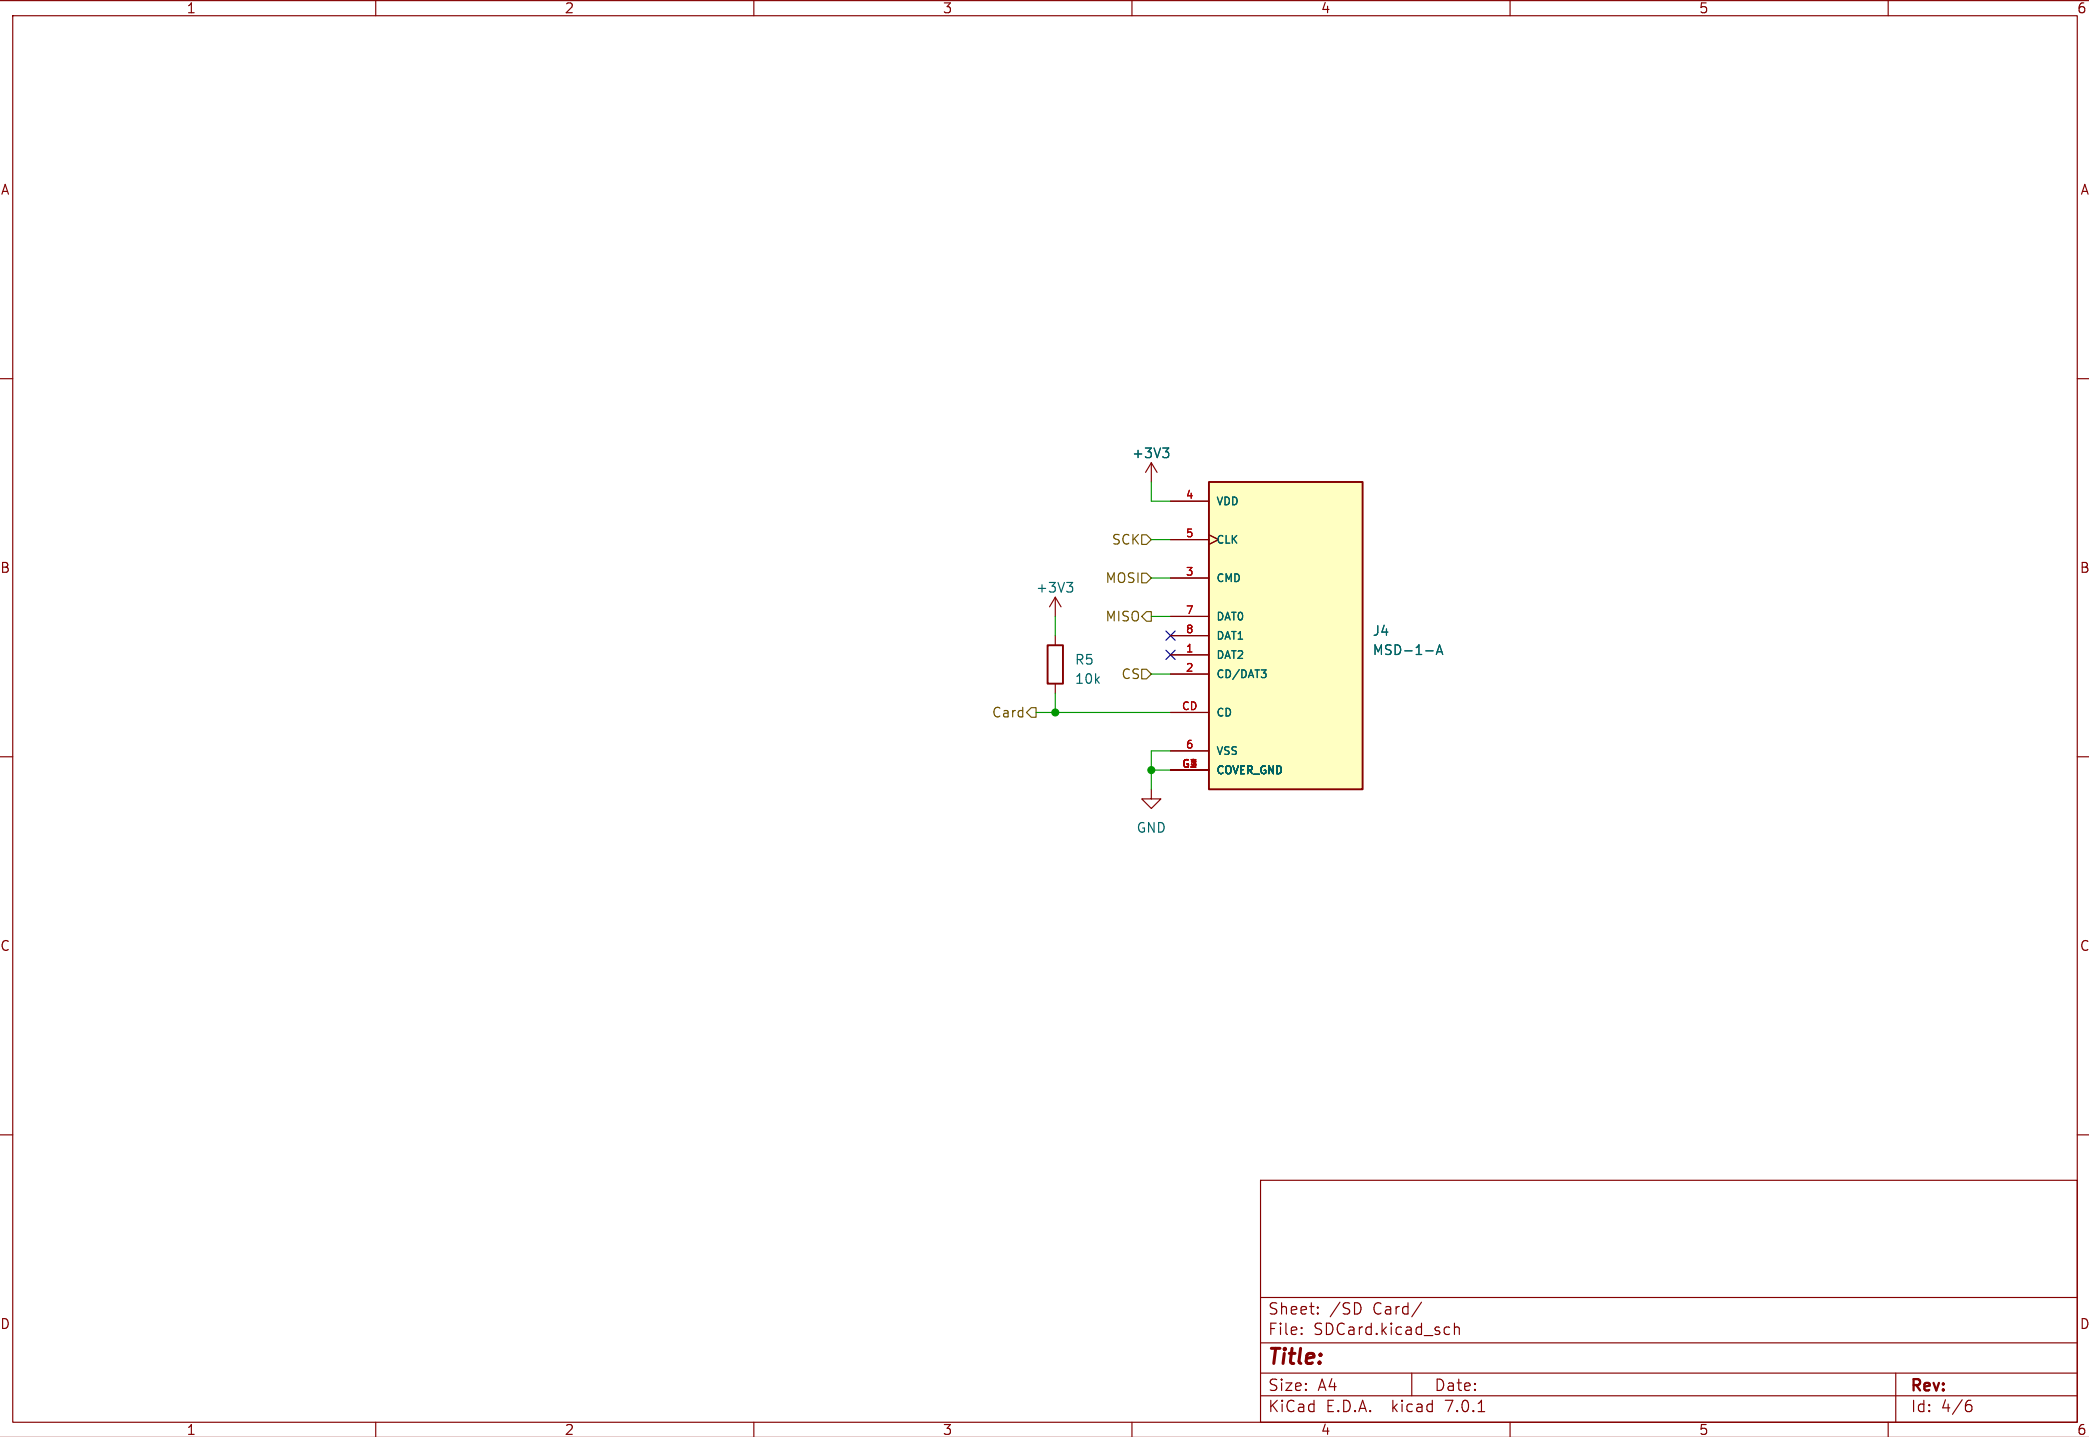 1 2 3 4 5 6
A A
+3V3
4 VDD
SCK 5 CLK
B B
MOSI 3 CMD
+3V3
MISO 7 DAT0
8 DAT1
J4
1 DAT2
MSD-1-A
R5
10k
CS 2 CD/DAT3
Card CD CD
6 VSS
COVER_GND
GND
C C
Sheet: /SD Card/
File: SDCard.kicad_sch
D D
Title:
Size: A4 Date: Rev:
KiCad E.D.A. kicad 7.0.1 Id: 4/6
1 2 3 4 5 6